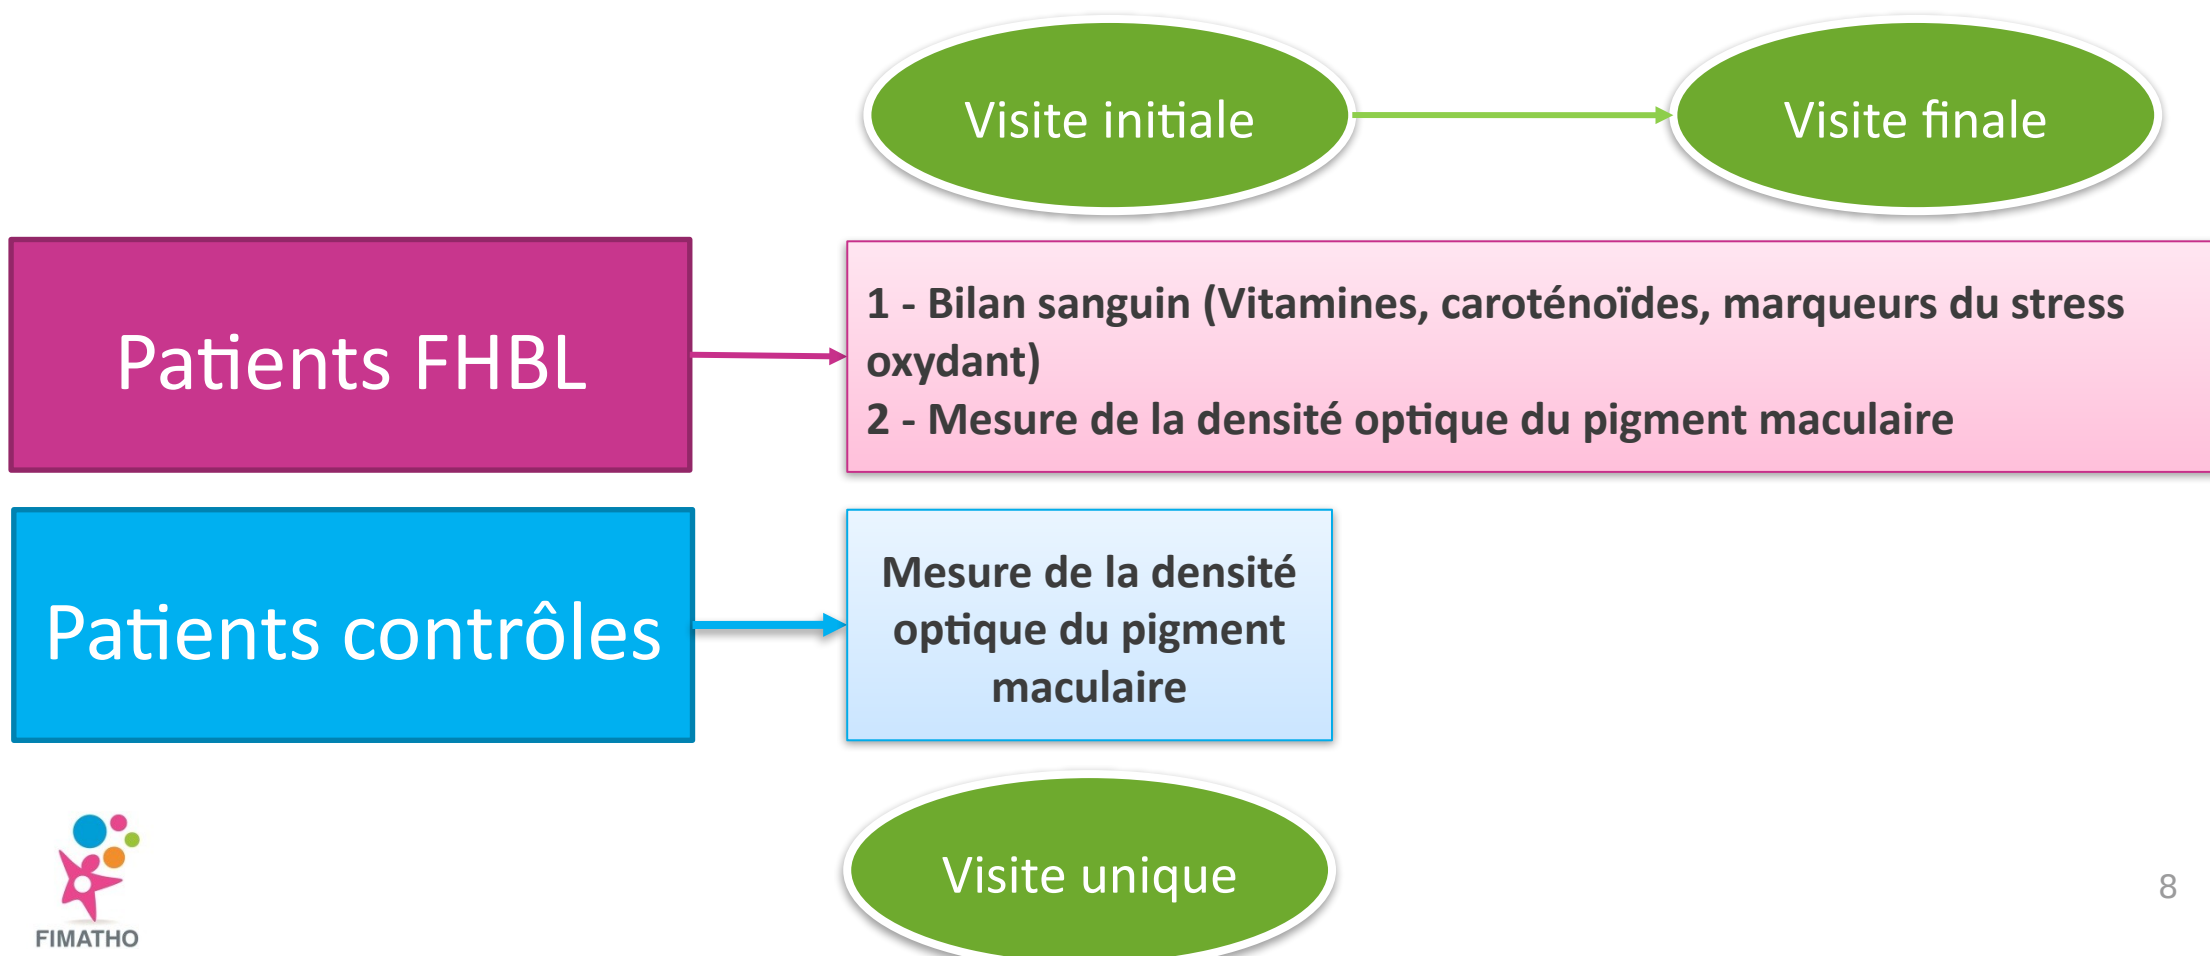 Visite initiale
Visite finale
Patients FHBL
1 - Bilan sanguin (Vitamines, caroténoïdes, marqueurs du stress
oxydant)
2 - Mesure de la densité optique du pigment maculaire
Patients contrôles
Mesure de la densité
optique du pigment
maculaire
Visite unique
FIMATHO
8